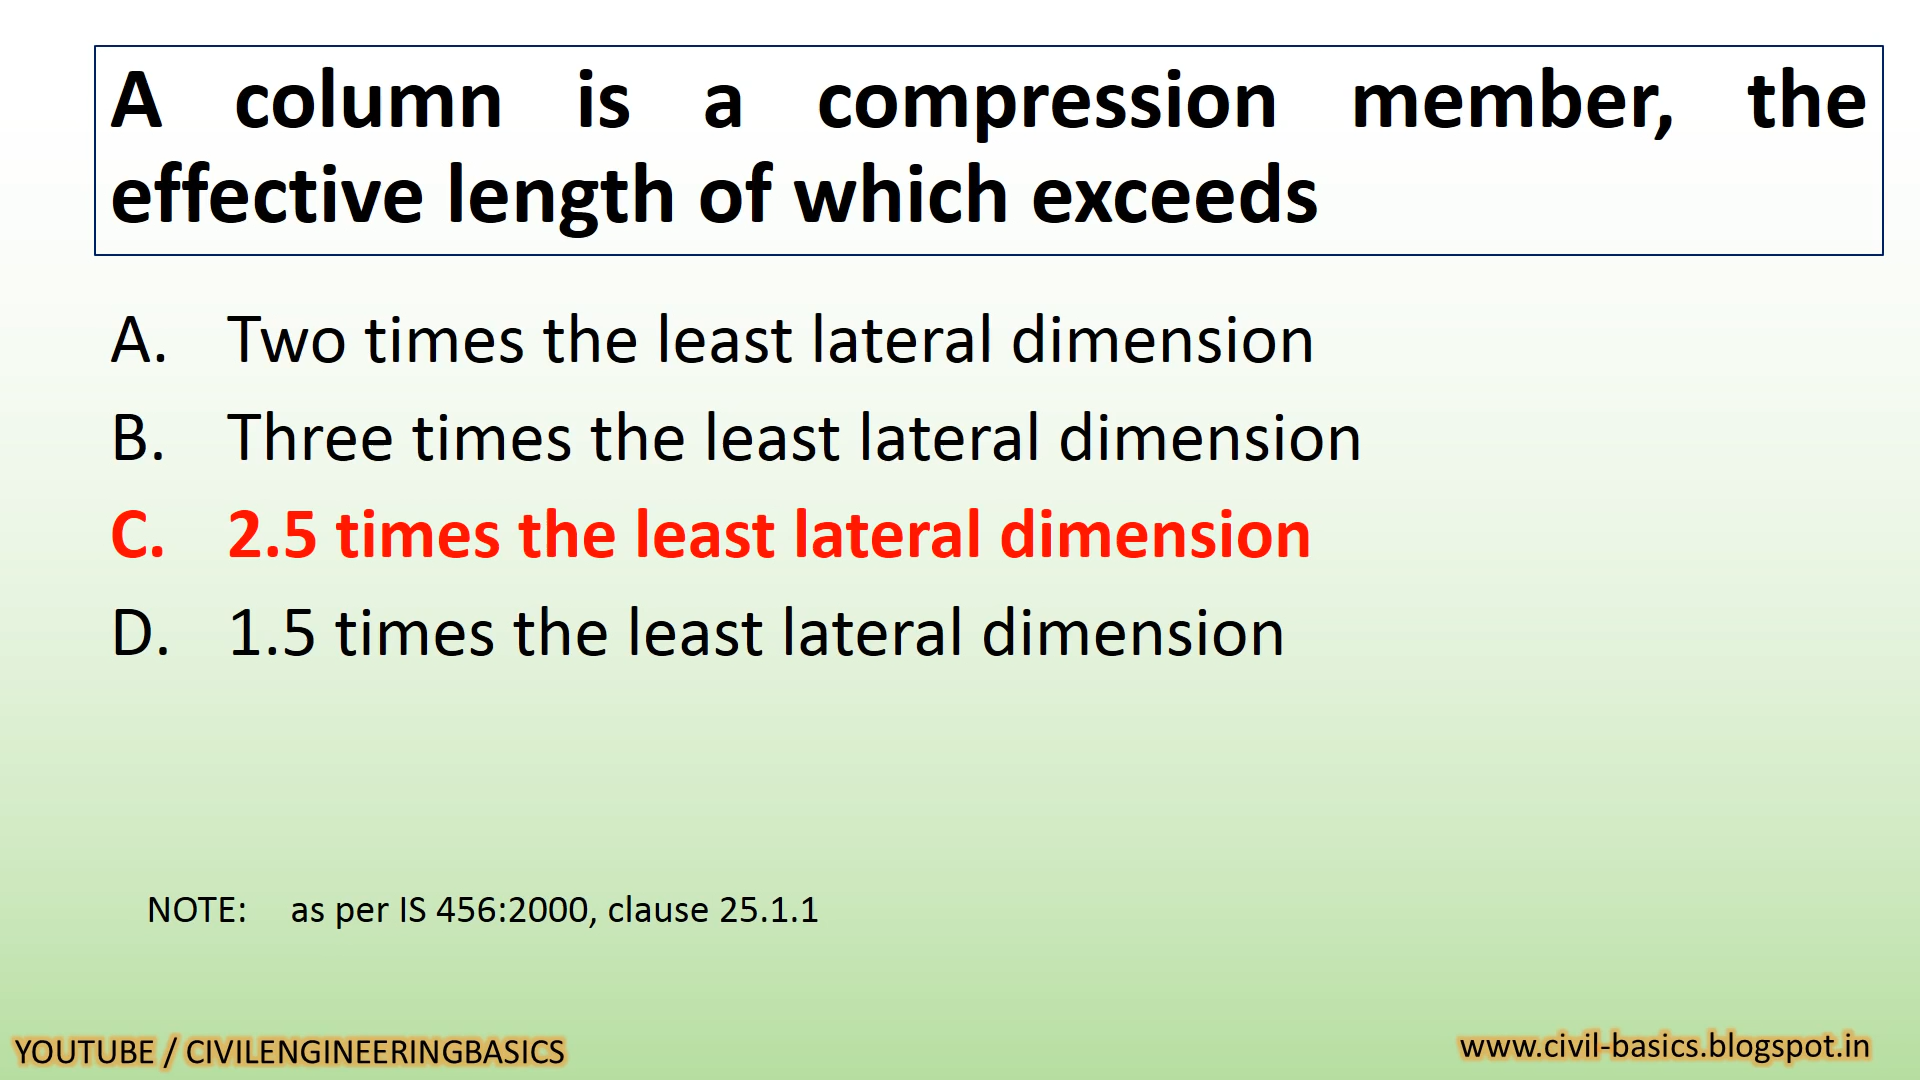 A column is a compression member, the
effective length of which exceeds
A. Two times the least lateral dimension
B. Three times the least lateral dimension
C. 2.5 times the least lateral dimension
D. 1.5 times the least lateral dimension
NOTE: as per IS 456:2000, clause 25.1.1
YOUTUBE / CIVILENGINEERINGBASICS
www.civil-basics.blogspot.in